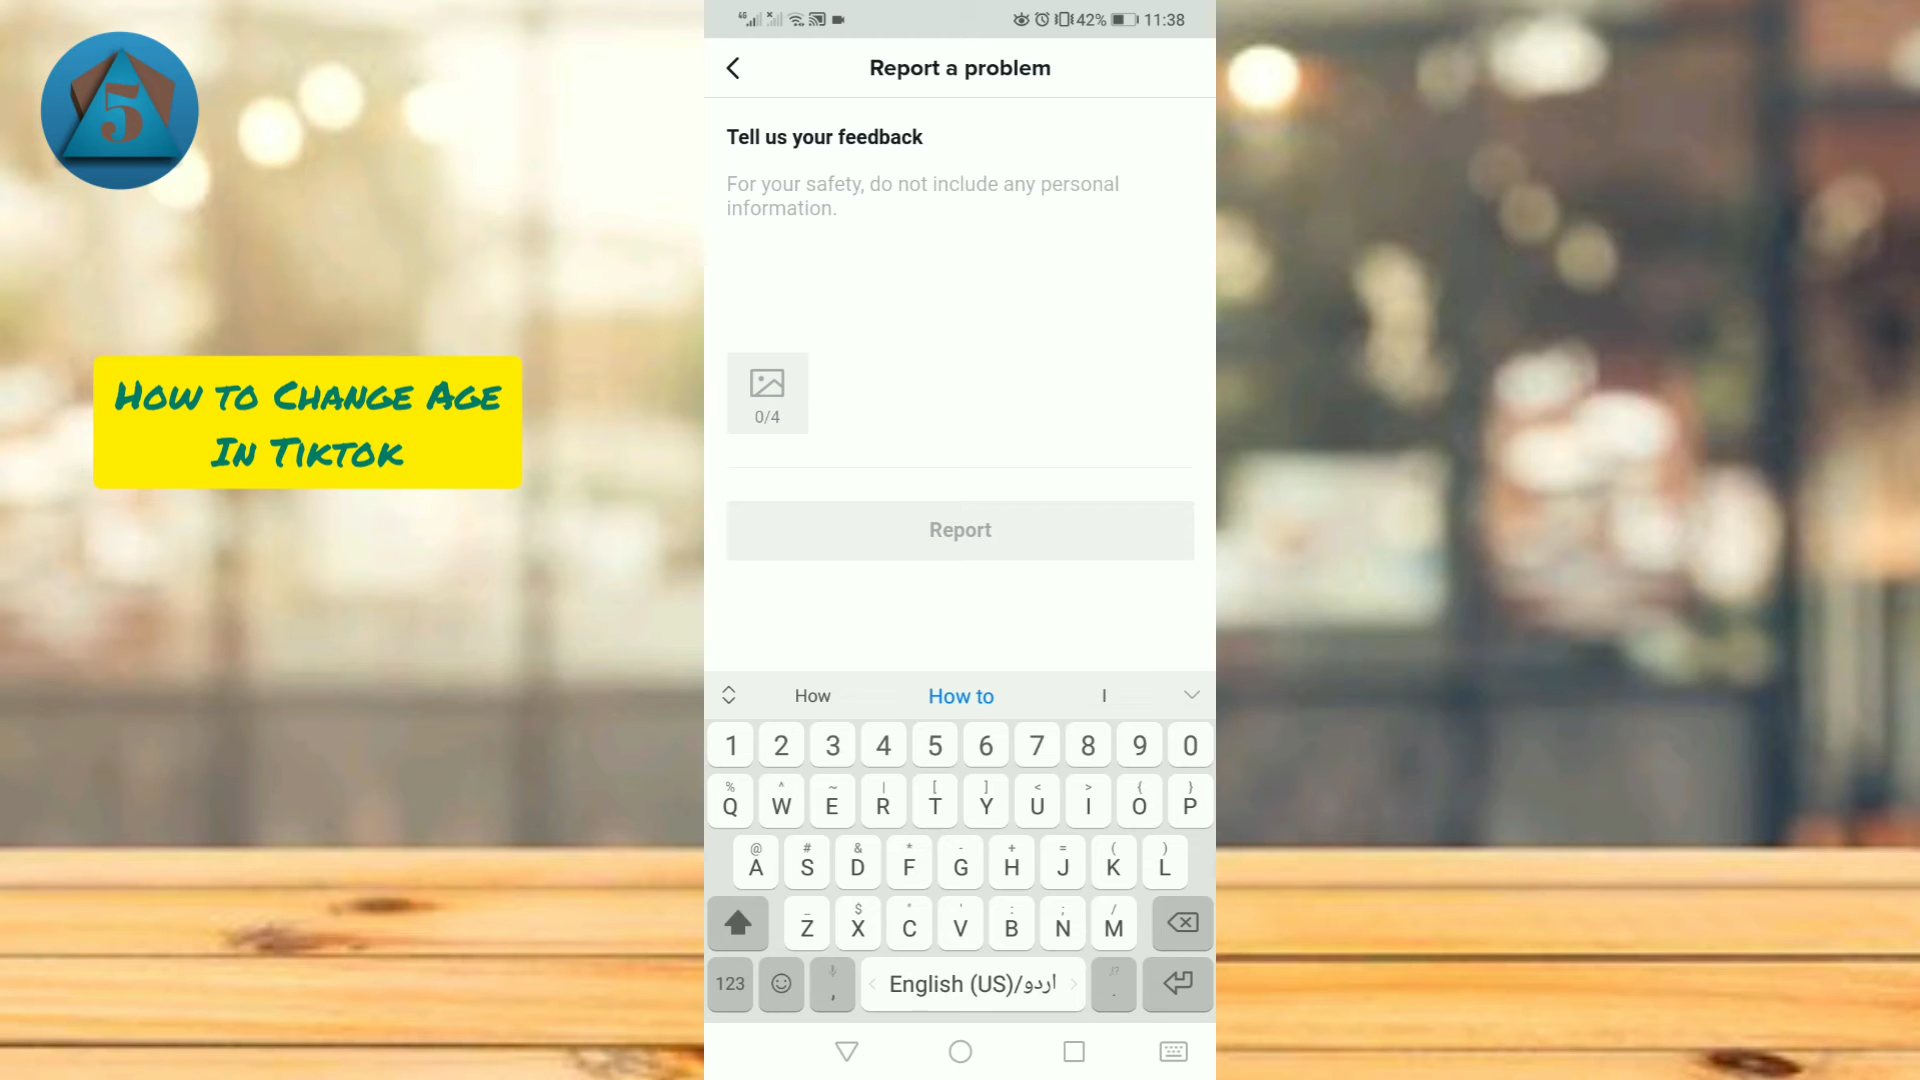 5
How to Change Age
In Tiktok
4G
42%
11:38
Report a problem
Tell us your feedback
For your safety, do not include any personal
information.
0/4
Report
How
How to
I
1 2 3 4 5 6 7 8 9 0
% ^ ~ | [ ] < > { }
Q W E R T Y U I O P
@ # & * - + = ( )
A S D F G H J K L
_ $ " ' : ; /
Z X C V B N M
123
,
English (US)/اردو
!?
.